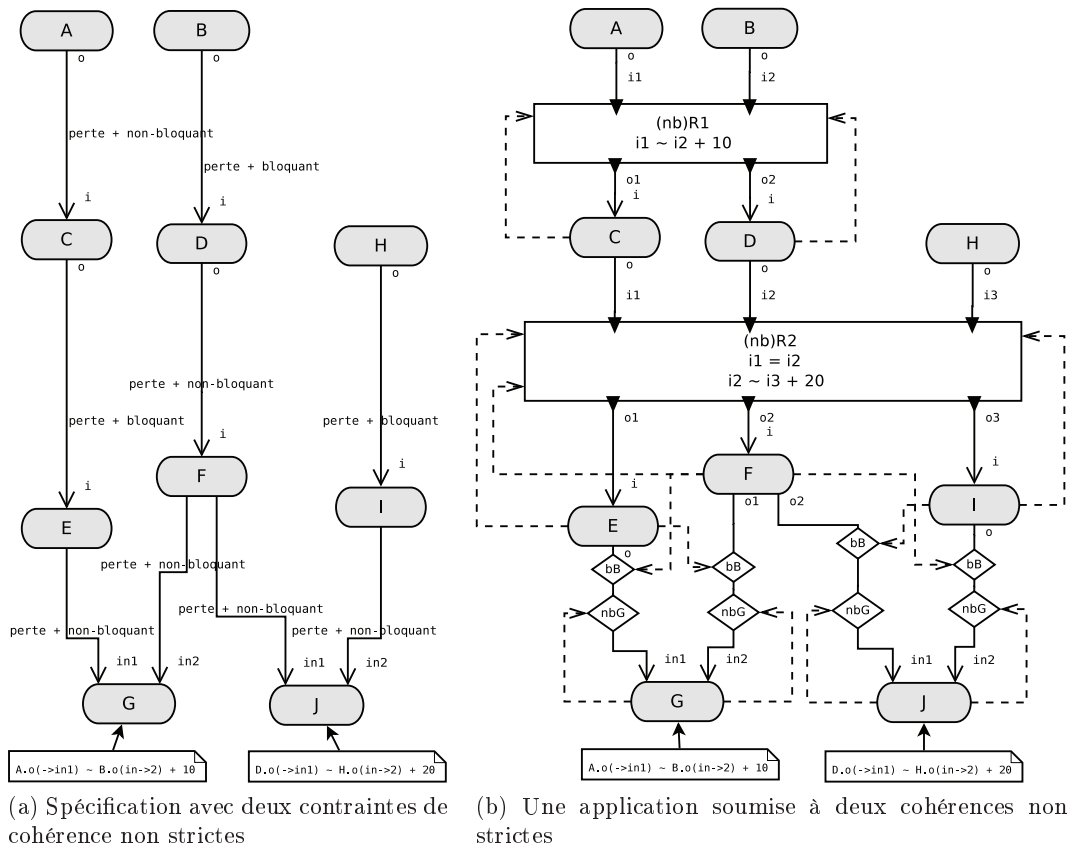 A
B
o
o
perte + non-bloquant
perte + bloquant
i
i
C
D
H
o
o
o
perte + non-bloquant
perte + bloquant
perte + bloquant
i
i
i
F
I
E
perte + non-bloquant
perte + non-bloquant
perte + non-bloquant
perte + non-bloquant
in1
in2
in1
in2
G
J
A.o(->in1) ~ B.o(in->2) + 10
D.o(->in1) ~ H.o(in->2) + 20
(a) Spécification avec deux contraintes de
cohérence non strictes
A
B
o
o
i1
i2
(nb)R1
i1 ~ i2 + 10
o1
o2
i
i
C
D
H
o
o
o
i1
i2
i3
(nb)R2
i1 = i2
i2 ~ i3 + 20
o1
o2
o3
i
i
i
F
I
E
o1
o2
o
o
bB
bB
bB
bB
nbG
nbG
nbG
nbG
in1
in2
in1
in2
G
J
A.o(->in1) ~ B.o(in->2) + 10
D.o(->in1) ~ H.o(in->2) + 20
(b) Une application soumise à deux cohérences non
strictes